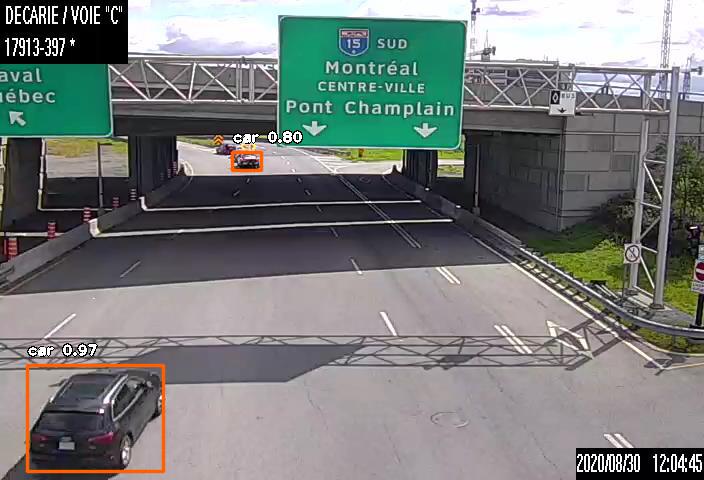 DECARIE / VOIE "C"
17913-397 *
aval
uébec
15 SUD
Montréal
CENTRE-VILLE
Pont Champlain
BUS
car 0.80
car 0.97
2020/08/30 12:04:45